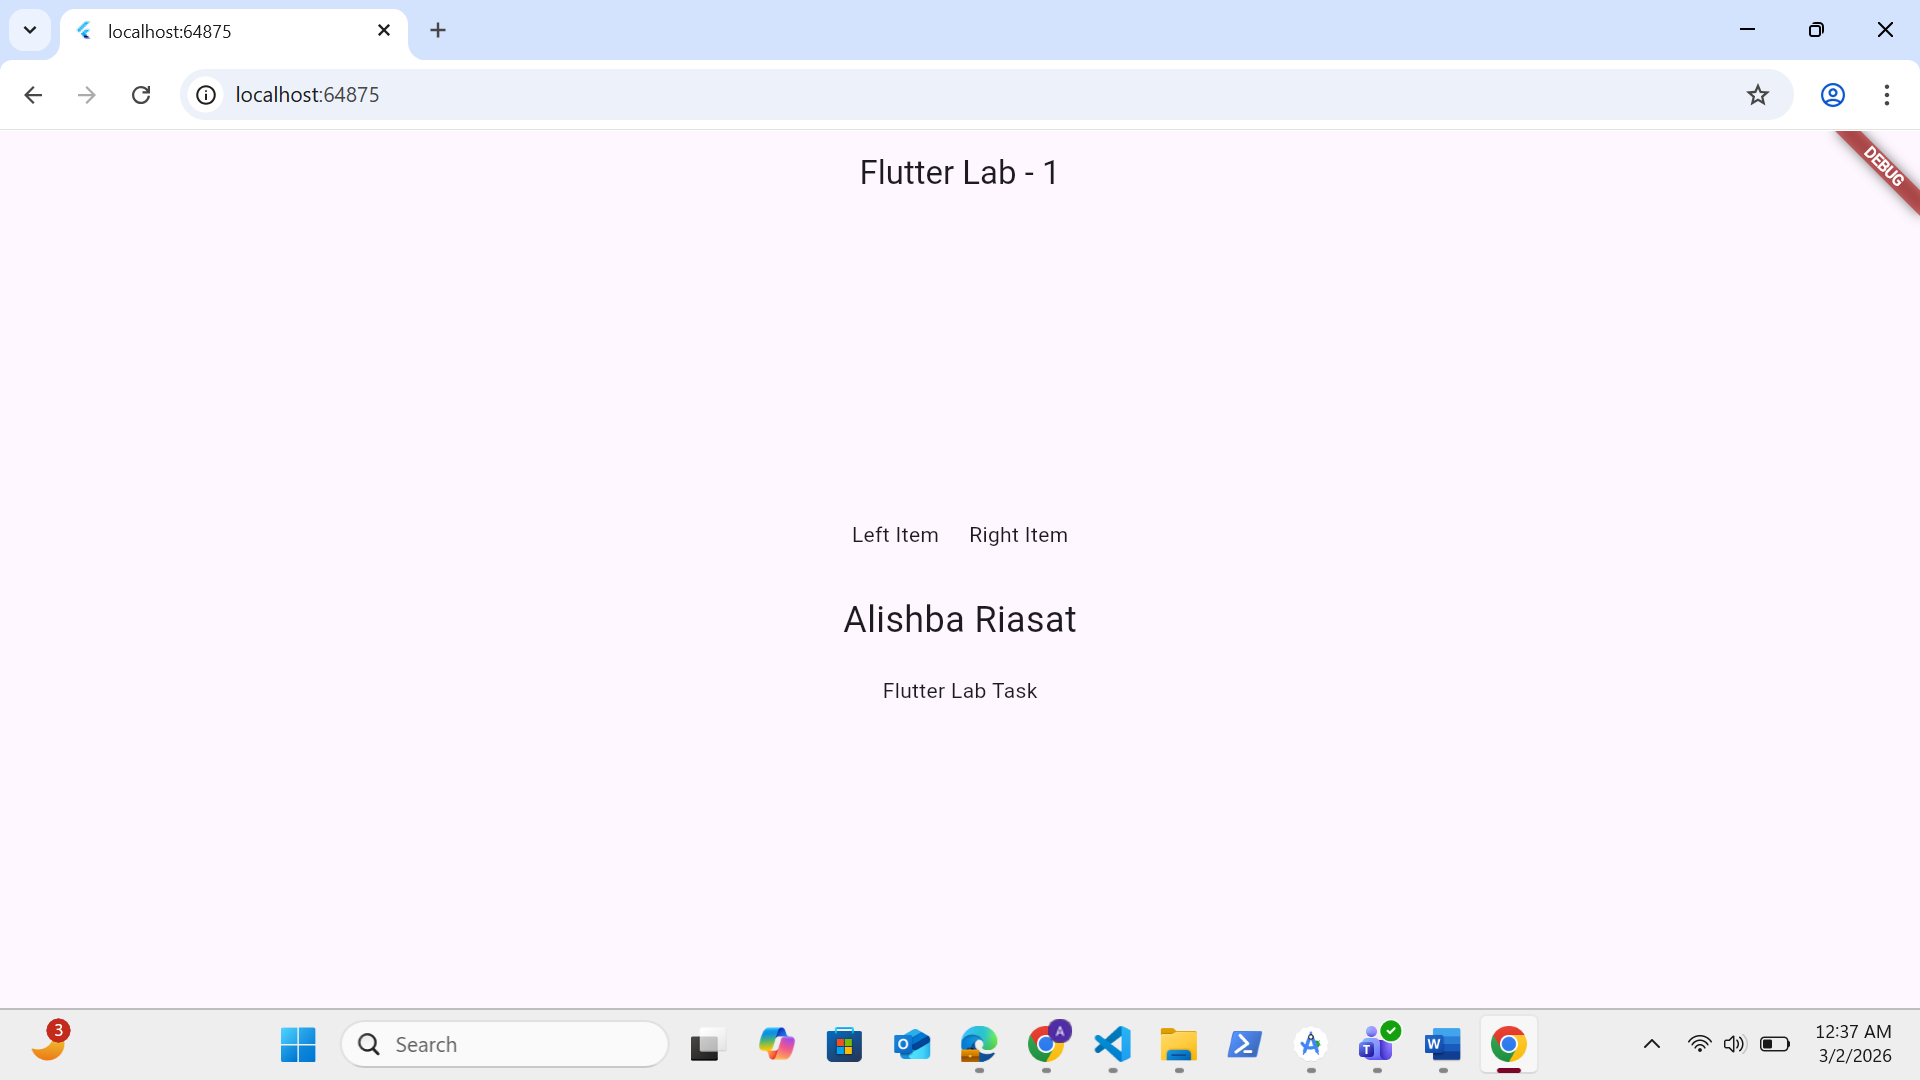 localhost:64875
localhost:64875
Flutter Lab - 1
DEBUG
Left Item Right Item
Alishba Riasat
Flutter Lab Task
3
Search
A
12:37 AM
3/2/2026